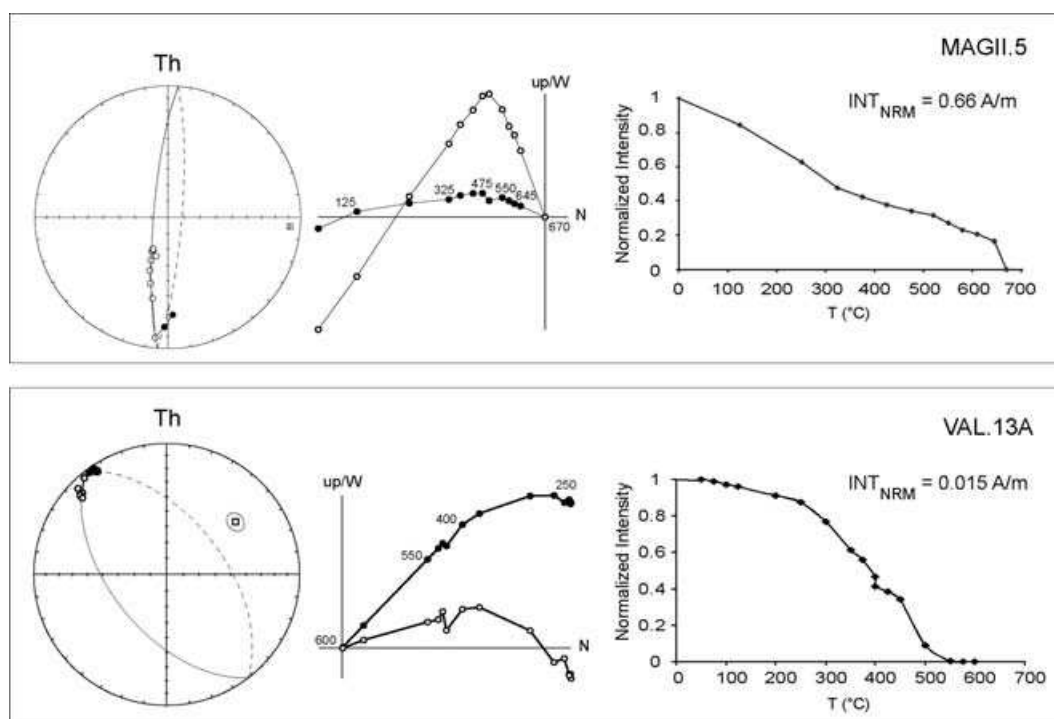 MAGII.5
Th
up/W
125
325
475
550
645
N
670
Normalized Intensity
INT_NRM = 0.66 A/m
1
0.8
0.6
0.4
0.2
0
0 100 200 300 400 500 600 700
T (°C)
VAL.13A
Th
up/W
250
400
550
600
N
Normalized Intensity
INT_NRM = 0.015 A/m
1
0.8
0.6
0.4
0.2
0
0 100 200 300 400 500 600 700
T (°C)